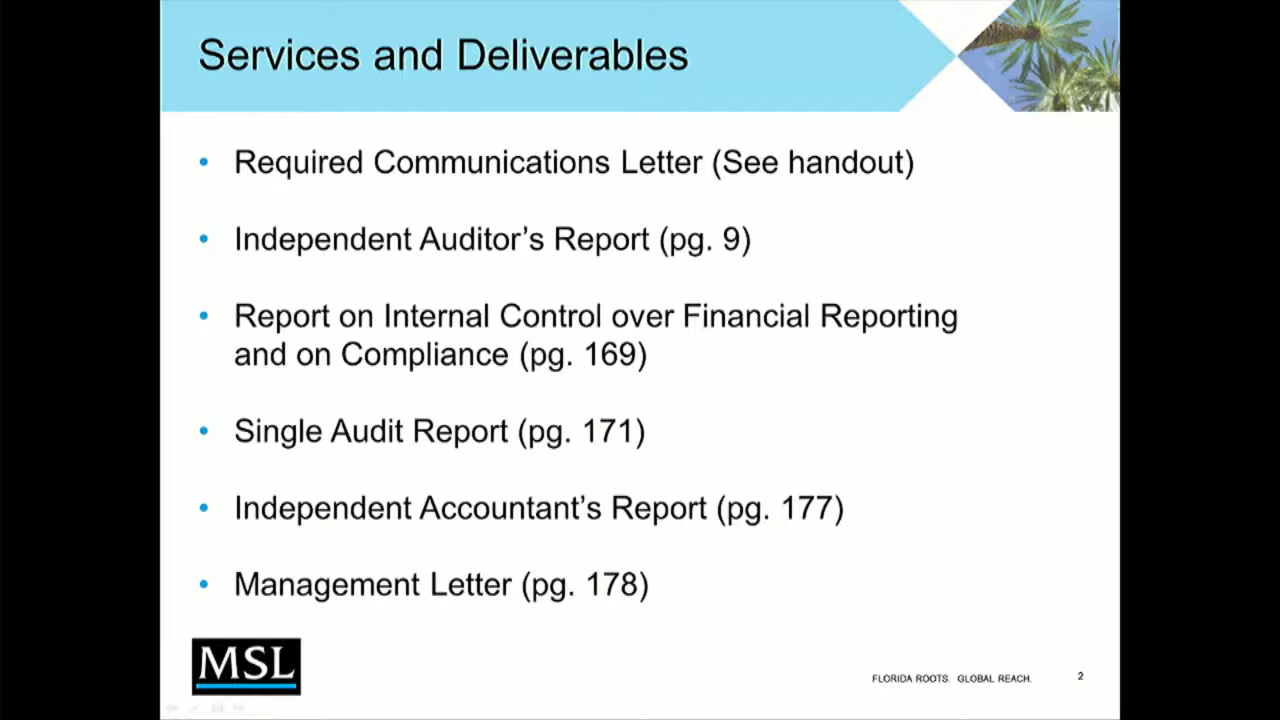 Services and Deliverables
• Required Communications Letter (See handout)
• Independent Auditor’s Report (pg. 9)
• Report on Internal Control over Financial Reporting
and on Compliance (pg. 169)
• Single Audit Report (pg. 171)
• Independent Accountant’s Report (pg. 177)
• Management Letter (pg. 178)
MSL
FLORIDA ROOTS. GLOBAL REACH.
2